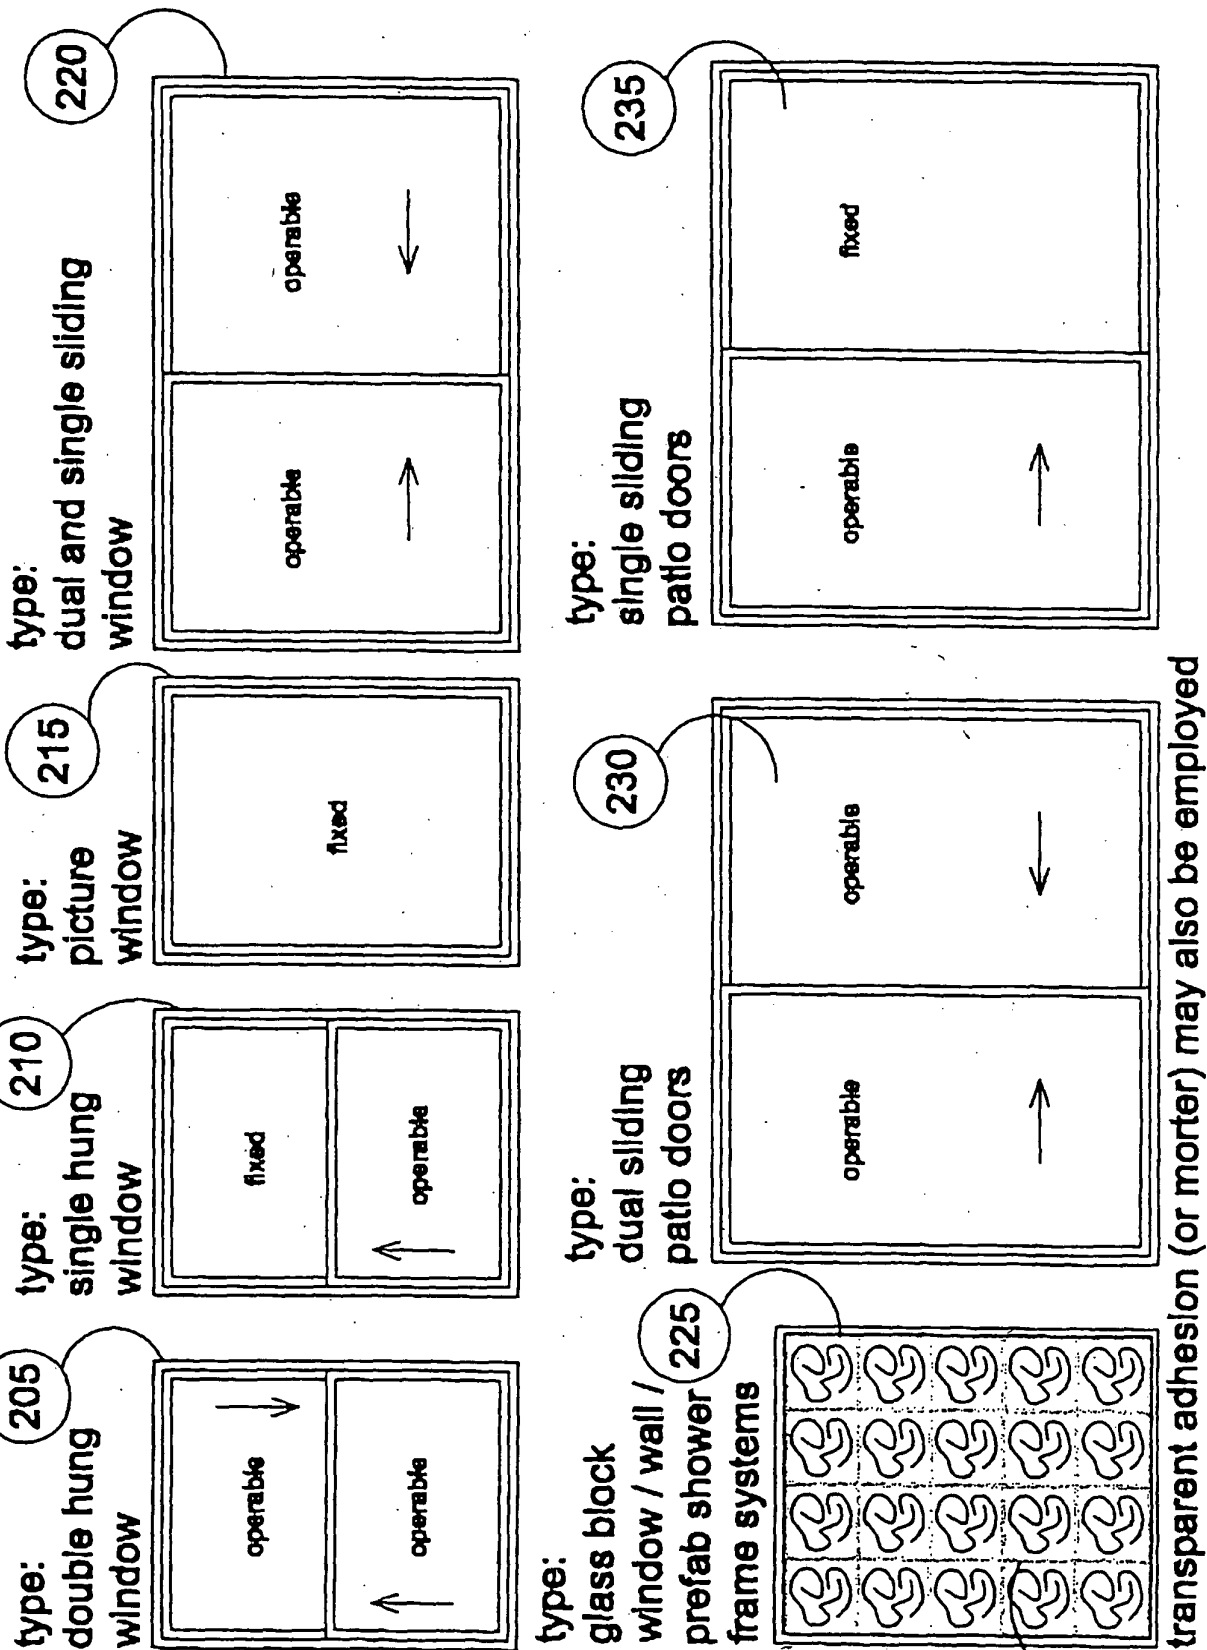 205
type:
double hung
window
operable
operable
210
type:
single hung
window
fixed
operable
215
type:
picture
window
fixed
220
type:
dual and single sliding
window
operable
operable
type:
glass block
window / wall /
prefab shower
frame systems
225
type:
dual sliding
patio doors
230
operable
operable
type:
single sliding
patio doors
235
operable
fixed
transparent adhesion (or morter) may also be employed